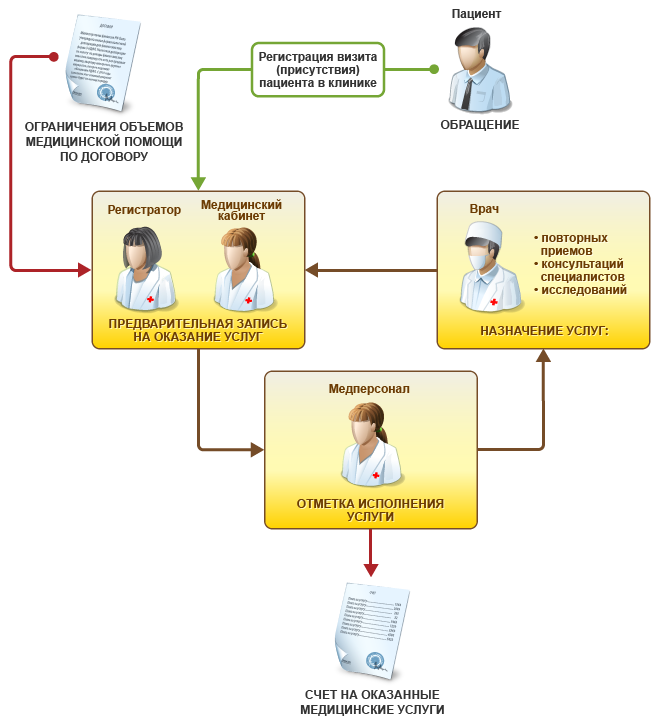 Пациент
ОБРАЩЕНИЕ
Регистрация визита
(присутствия)
пациента в клинике
ДОГОВОР
ОГРАНИЧЕНИЯ ОБЪЕМОВ
МЕДИЦИНСКОЙ ПОМОЩИ
ПО ДОГОВОРУ
Регистратор
Медицинский
кабинет
ПРЕДВАРИТЕЛЬНАЯ ЗАПИСЬ
НА ОКАЗАНИЕ УСЛУГ
Врач
• повторных
приемов
• консультаций
специалистов
• исследований
НАЗНАЧЕНИЕ УСЛУГ:
Медперсонал
ОТМЕТКА ИСПОЛНЕНИЯ
УСЛУГИ
СЧЕТ НА ОКАЗАННЫЕ
МЕДИЦИНСКИЕ УСЛУГИ